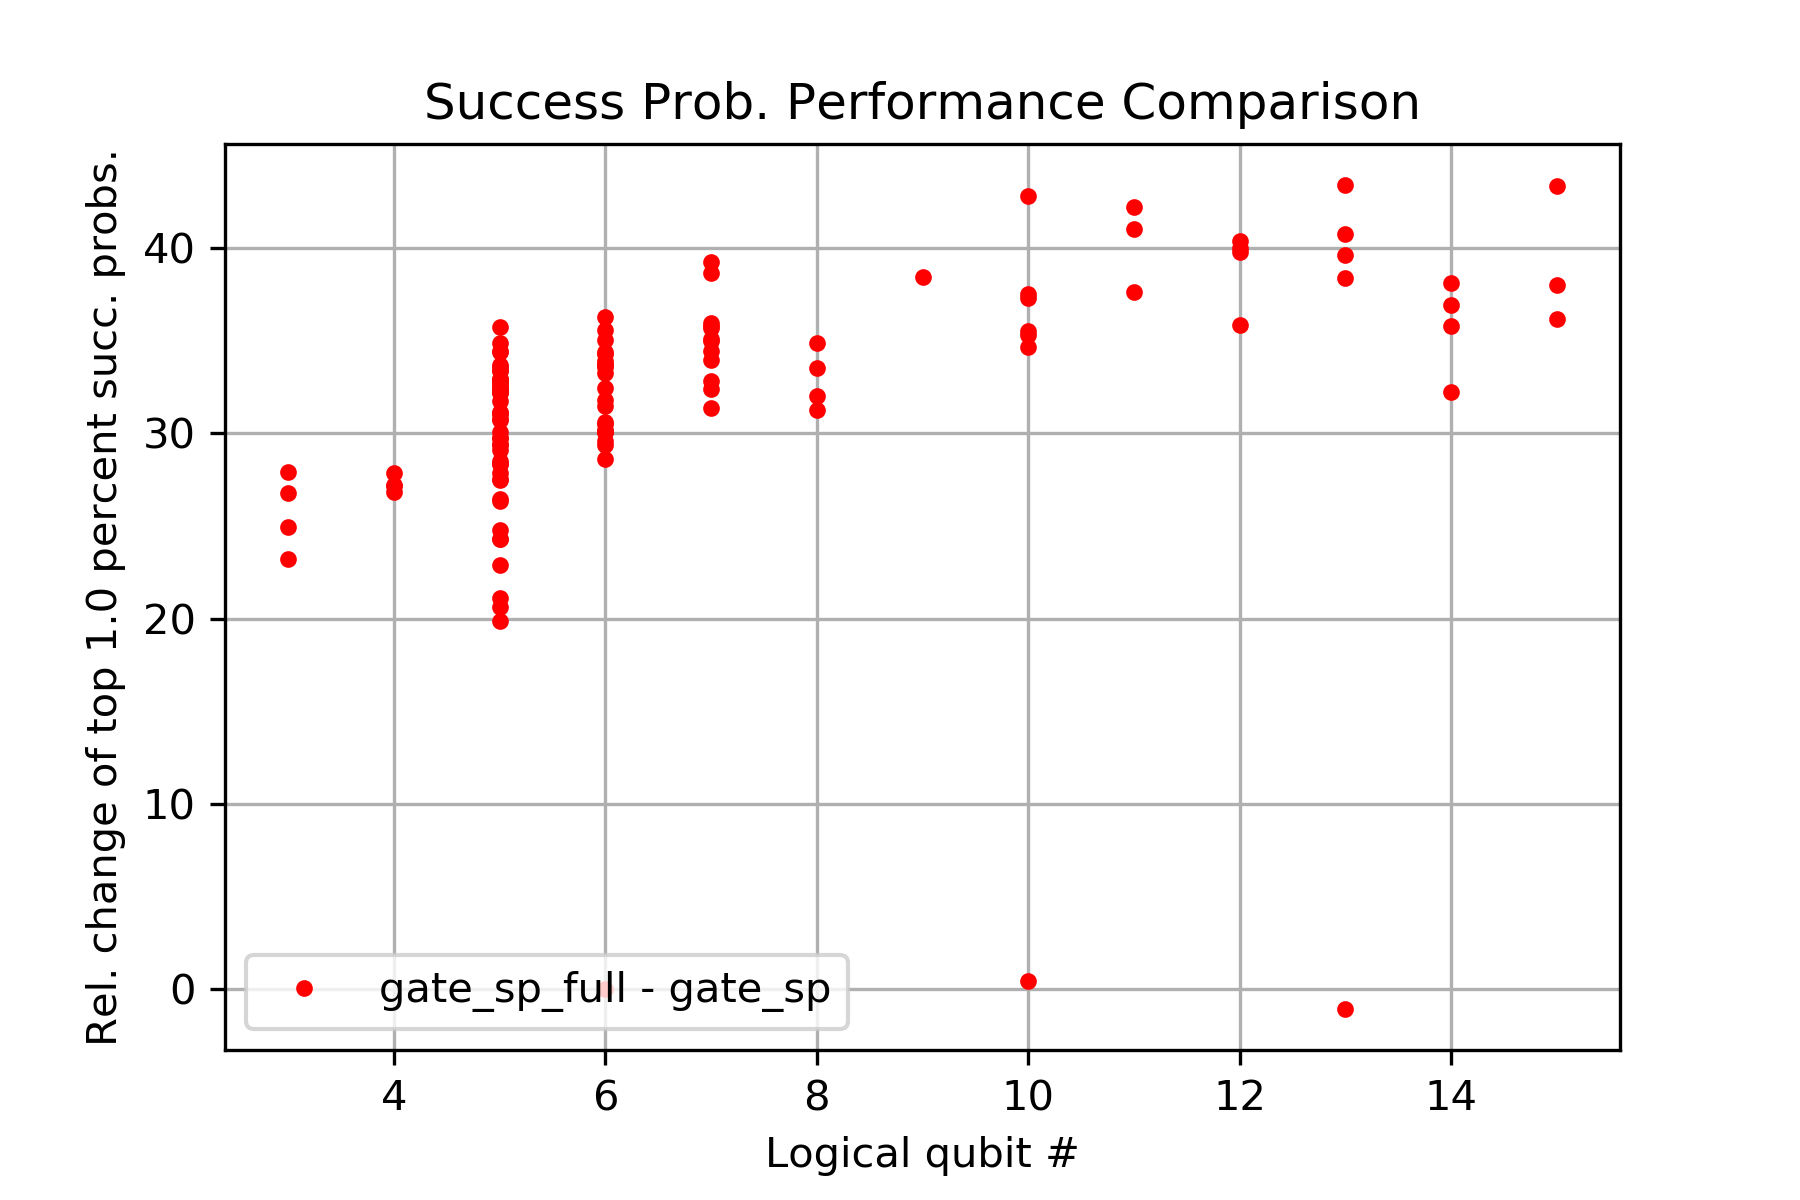 Success Prob. Performance Comparison
Rel. change of top 1.0 percent succ. probs.
40
30
20
10
0
gate_sp_full - gate_sp
4 6 8 10 12 14
Logical qubit #